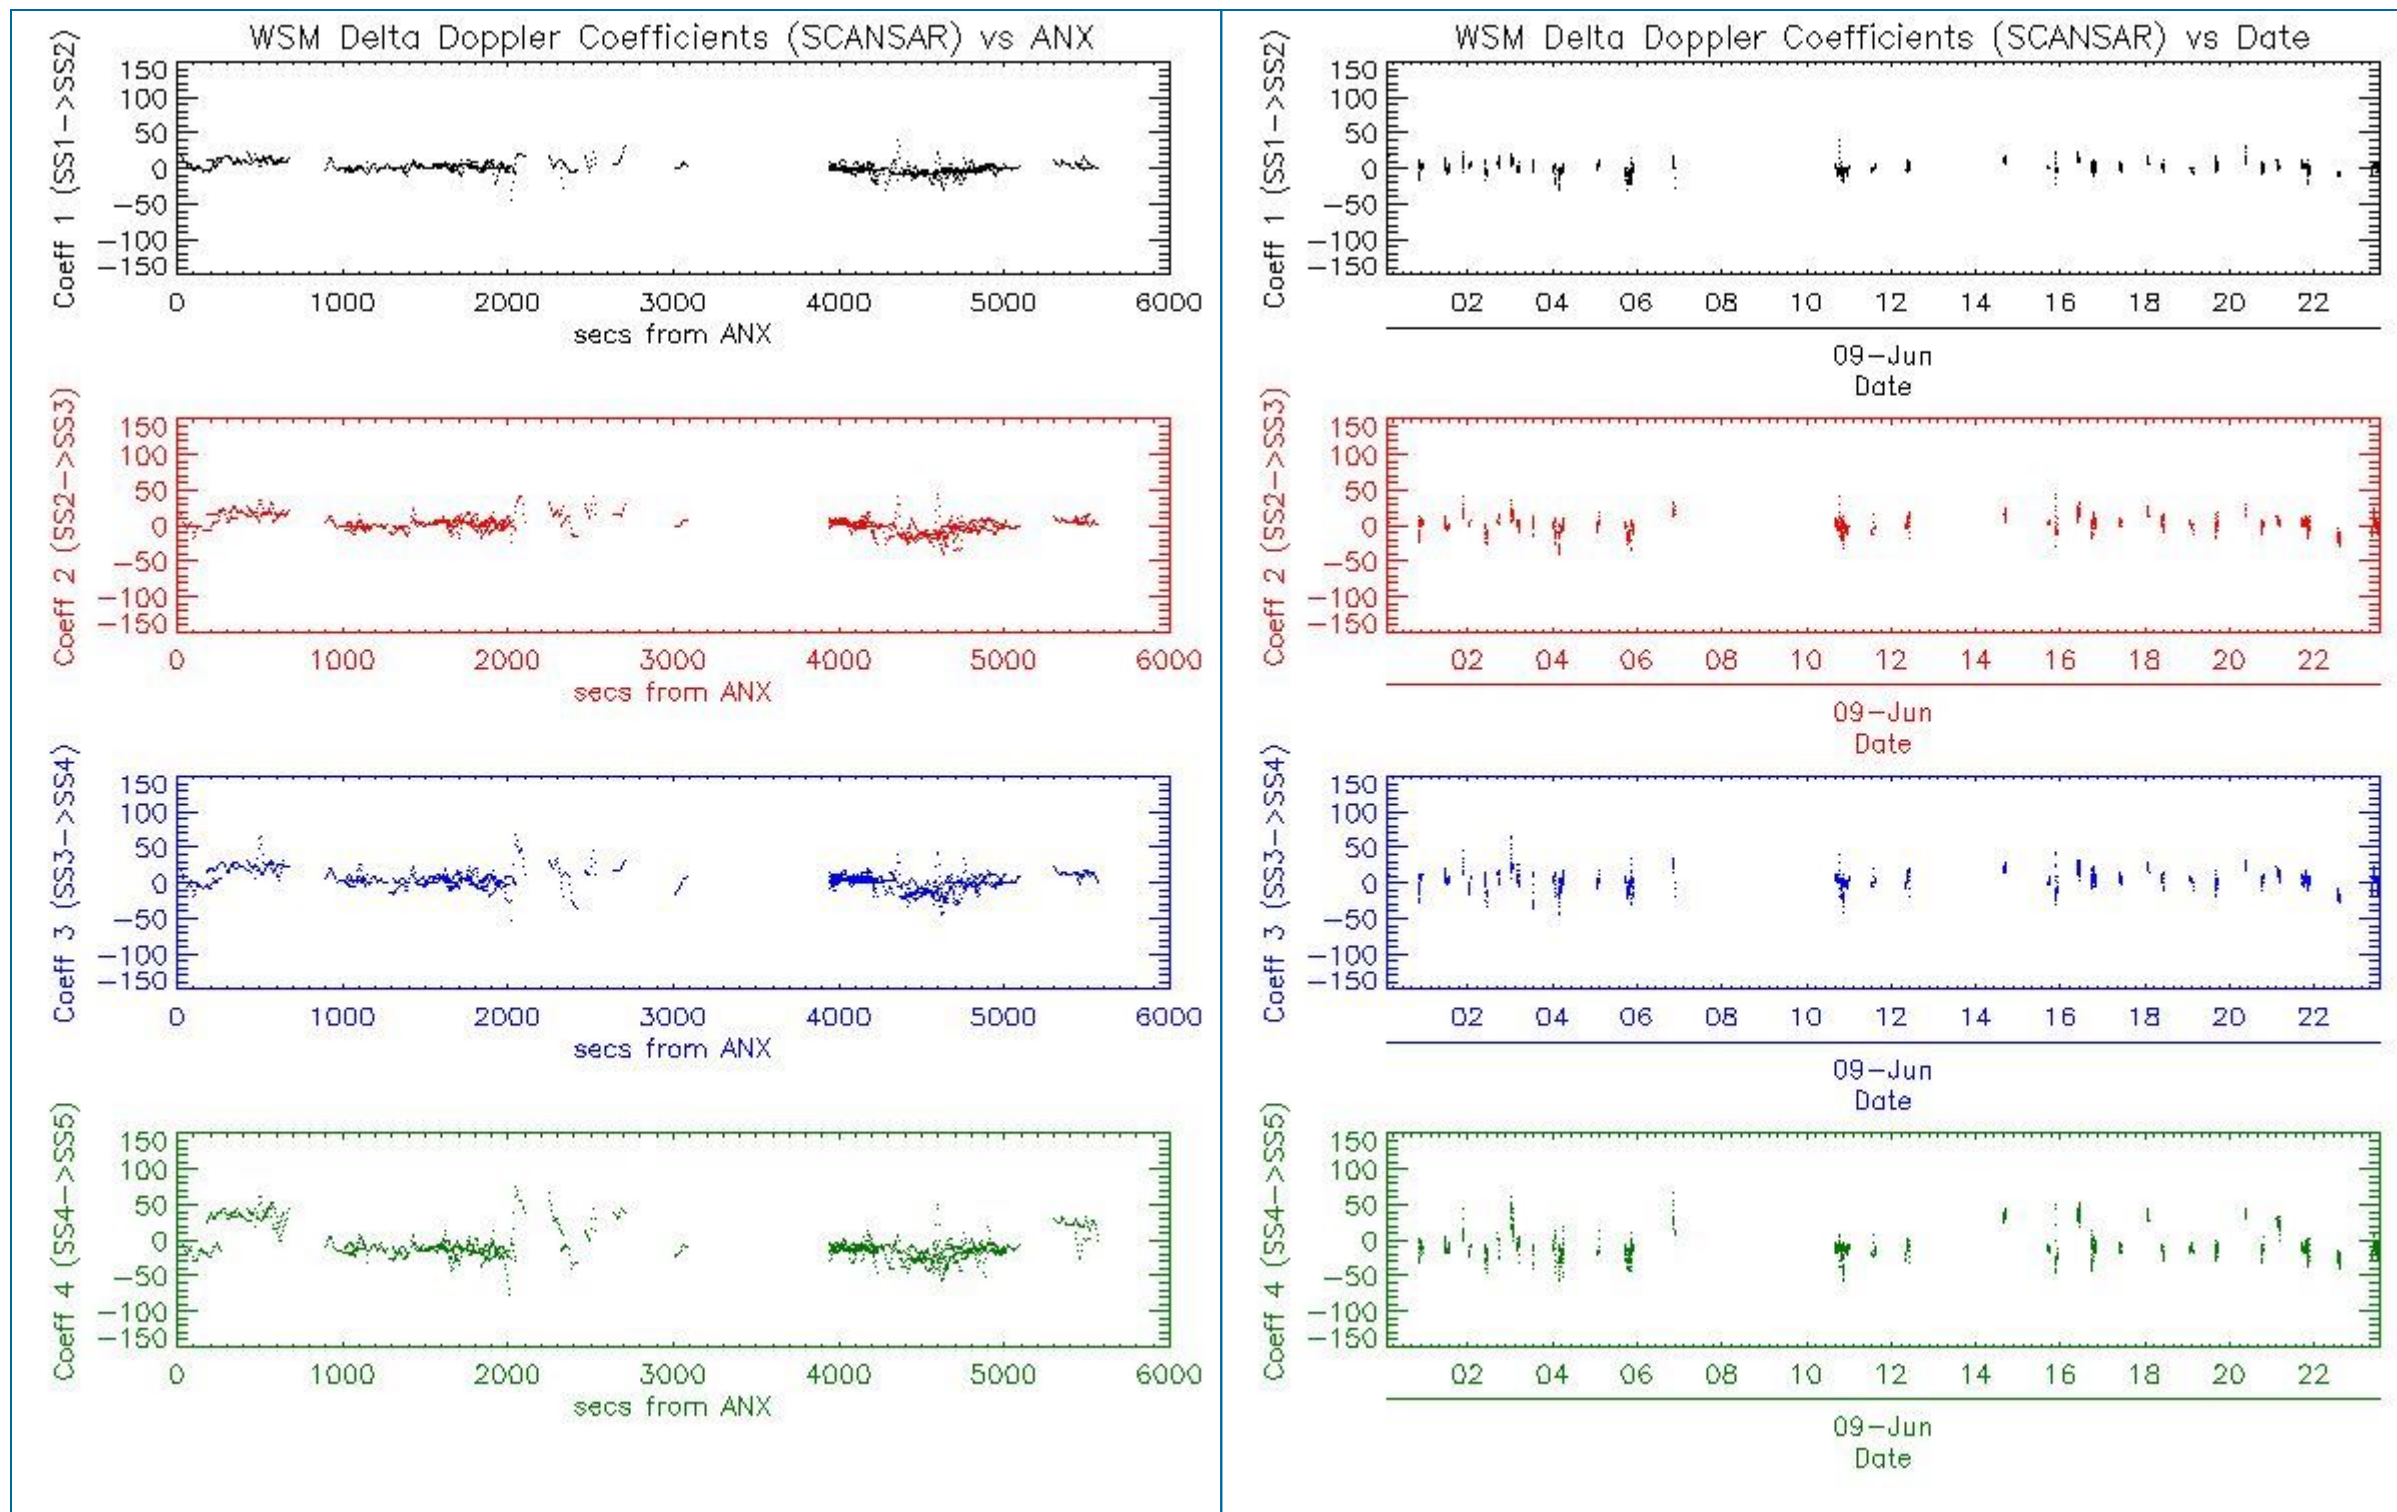 WSM Delta Doppler Coefficients (SCANSAR) vs ANX
Coeff 1 (SS1->SS2)
150
100
50
0
-50
-100
-150
0 1000 2000 3000 4000 5000 6000
secs from ANX
Coeff 2 (SS2->SS3)
150
100
50
0
-50
-100
-150
0 1000 2000 3000 4000 5000 6000
secs from ANX
Coeff 3 (SS3->SS4)
150
100
50
0
-50
-100
-150
0 1000 2000 3000 4000 5000 6000
secs from ANX
Coeff 4 (SS4->SS5)
150
100
50
0
-50
-100
-150
0 1000 2000 3000 4000 5000 6000
secs from ANX
WSM Delta Doppler Coefficients (SCANSAR) vs Date
Coeff 1 (SS1->SS2)
150
100
50
0
-50
-100
-150
02 04 06 08 10 12 14 16 18 20 22
09-Jun
Date
Coeff 2 (SS2->SS3)
150
100
50
0
-50
-100
-150
02 04 06 08 10 12 14 16 18 20 22
09-Jun
Date
Coeff 3 (SS3->SS4)
150
100
50
0
-50
-100
-150
02 04 06 08 10 12 14 16 18 20 22
09-Jun
Date
Coeff 4 (SS4->SS5)
150
100
50
0
-50
-100
-150
02 04 06 08 10 12 14 16 18 20 22
09-Jun
Date